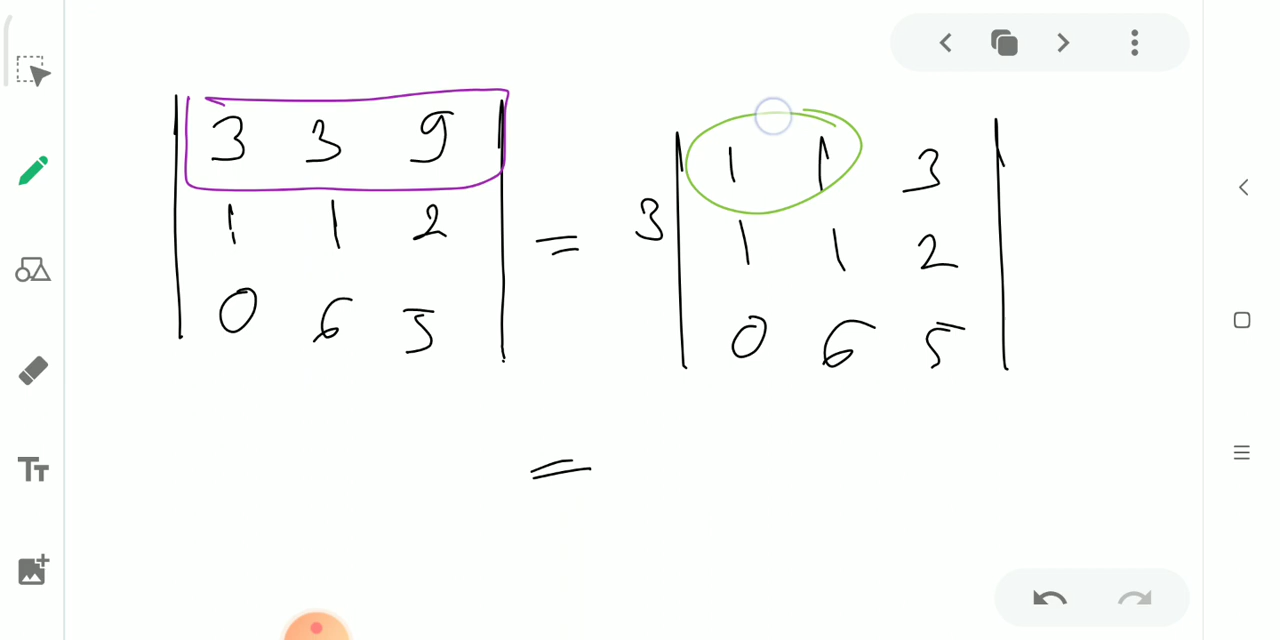 | 3 3 9 |
| 1 1 2 | = 3 | 1 1 3 |
| 0 6 5 | | 1 1 2 |
| 0 6 5 |
=
Tт